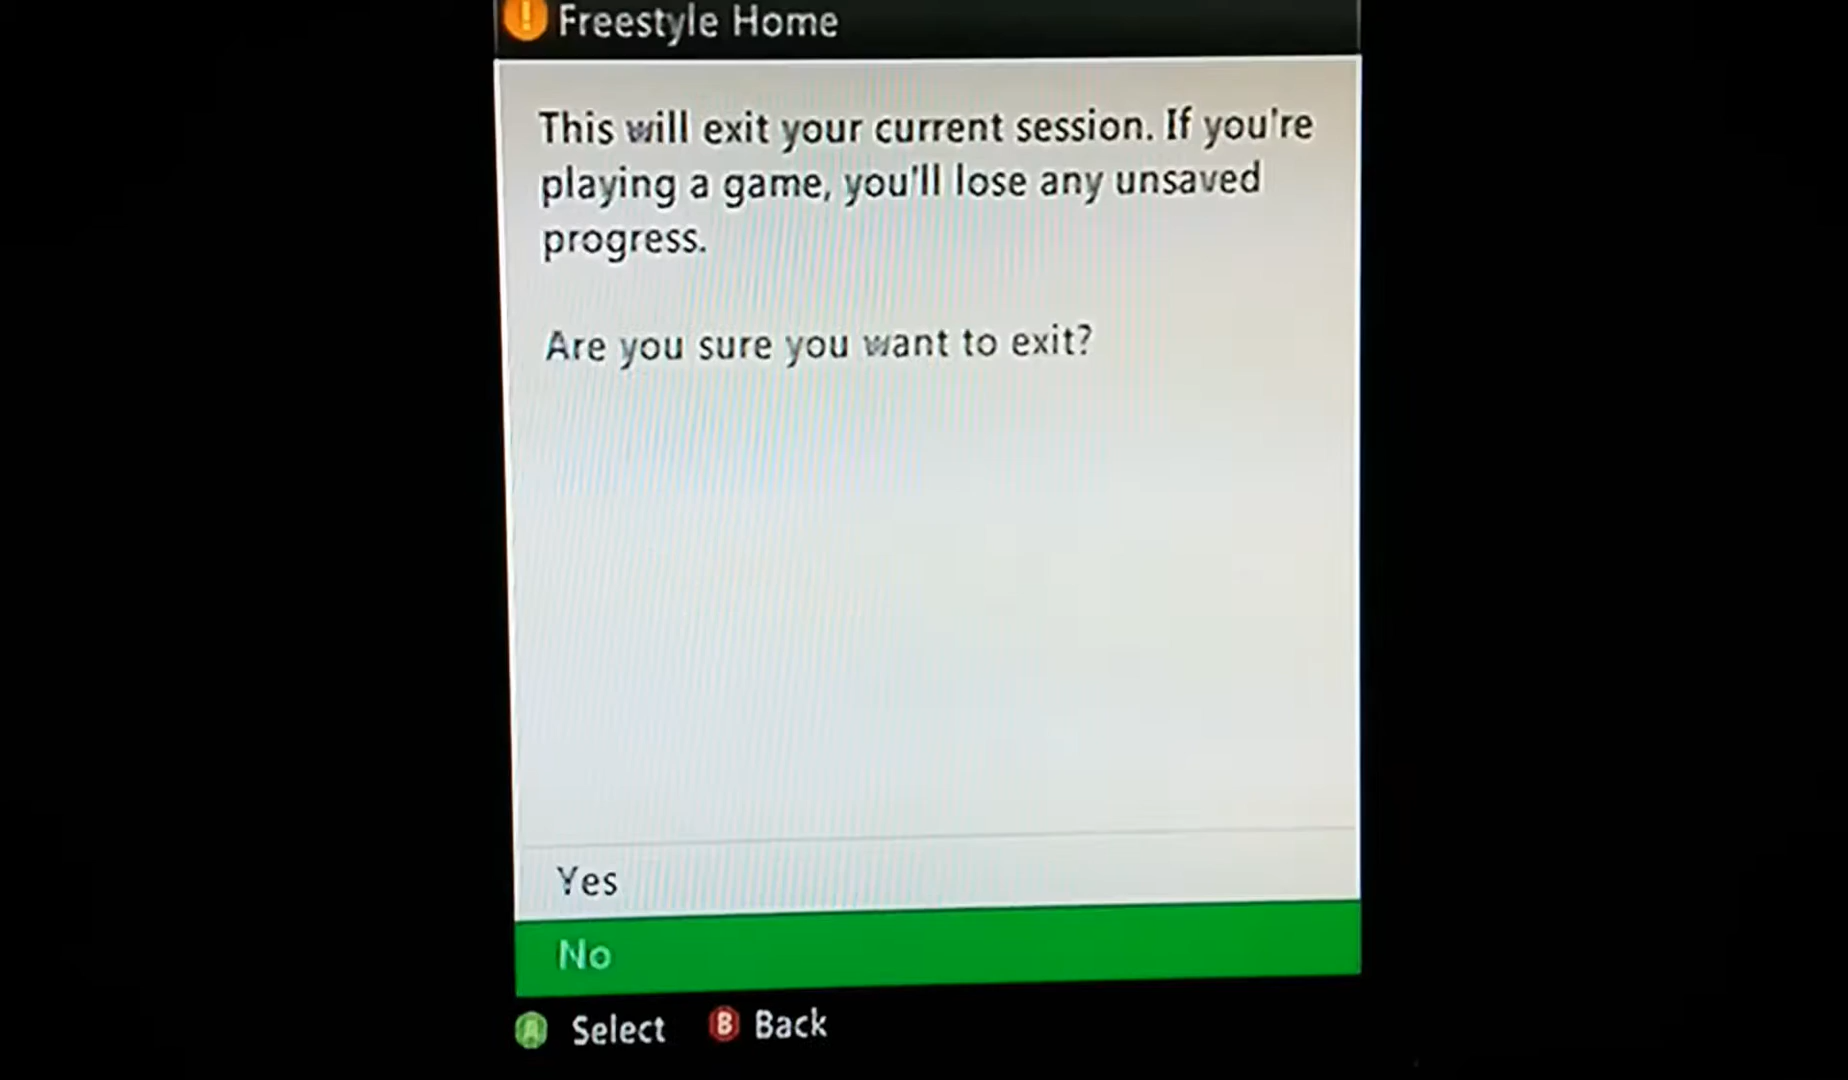 ! Freestyle Home
This will exit your current session. If you're
playing a game, you'll lose any unsaved
progress.
Are you sure you want to exit?
Yes
No
A Select B Back